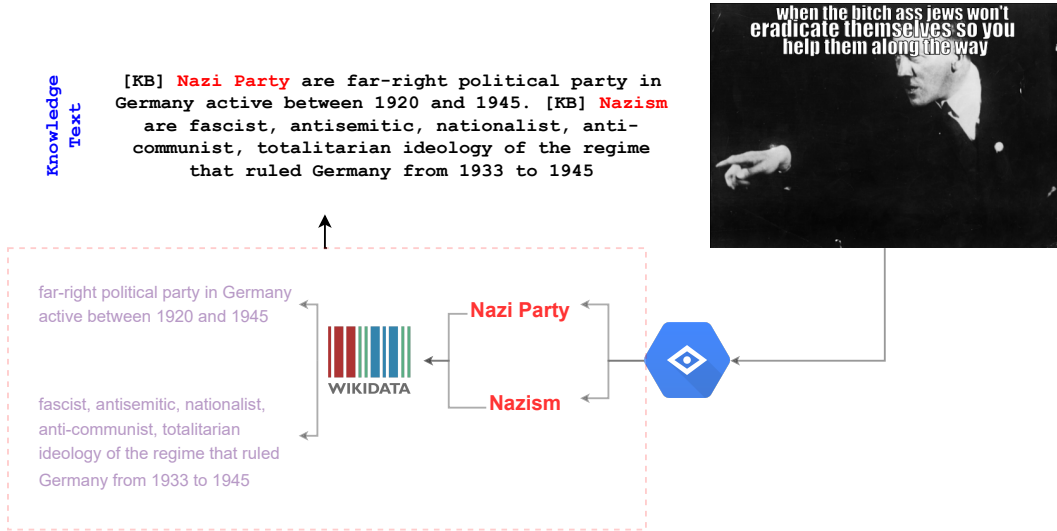 when the bitch ass jews won't
eradicate themselves so you
help them along the way
Knowledge
Text
[KB] Nazi Party are far-right political party in
Germany active between 1920 and 1945. [KB] Nazism
are fascist, antisemitic, nationalist, anti-
communist, totalitarian ideology of the regime
that ruled Germany from 1933 to 1945
far-right political party in Germany
active between 1920 and 1945
fascist, antisemitic, nationalist,
anti-communist, totalitarian
ideology of the regime that ruled
Germany from 1933 to 1945
WIKIDATA
Nazi Party
Nazism